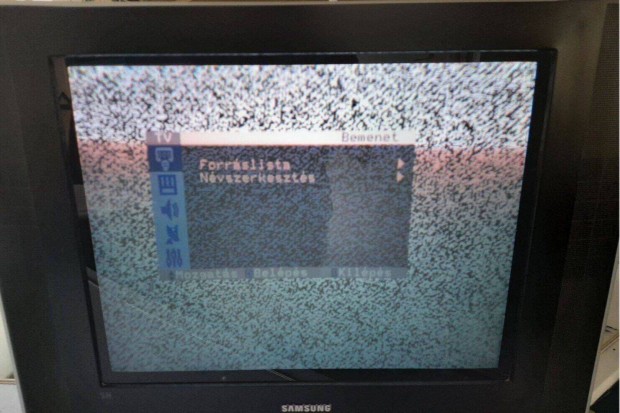 TV Bemenet
Forráslista
Névszerkesztés
Mozgatás Belépés Kilépés
SAMSUNG